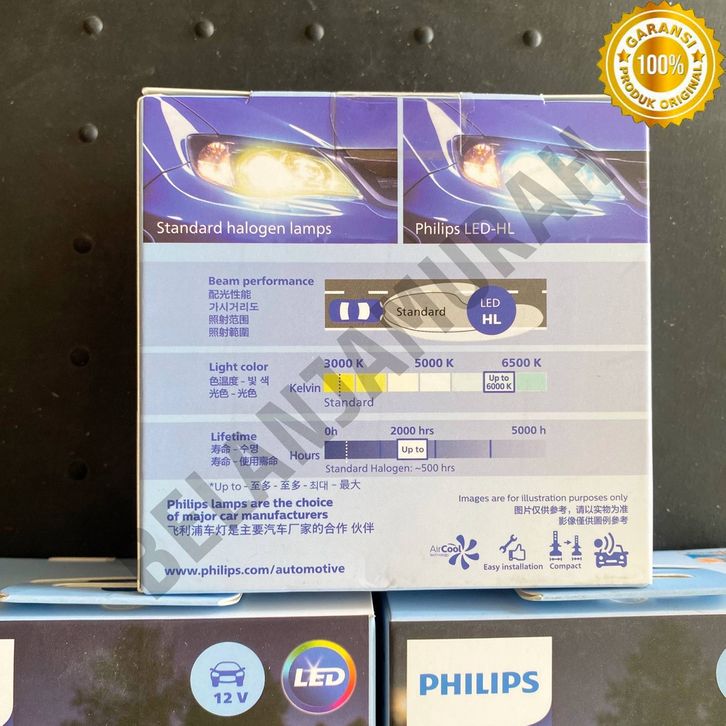 GARANSI
100%
PRODUK ORIGINAL
Standard halogen lamps
Philips LED-HL
Beam performance
配光性能
가시거리도
照射范围
照射範圍
Standard
LED
HL
Light color
色温度 - 빛 색
光色 - 光色
3000 K
5000 K
6500 K
Kelvin
Up to
6000 K
Standard
Lifetime
寿命 - 수명
寿命 - 使用壽命
0h
2000 hrs
5000 h
Hours
Up to
Standard Halogen: ~500 hrs
*Up to - 至多 - 至多 - 최대 - 最大
Philips lamps are the choice
of major car manufacturers
飞利浦车灯是主要汽车厂家的合作 伙伴
www.philips.com/automotive
Images are for illustration purposes only
图片仅供参考，请以实物为准
影像僅供圖例參考
AirCool
technology
Easy installation
Compact
BELANJAMURAH
12 V
LED
PHILIPS